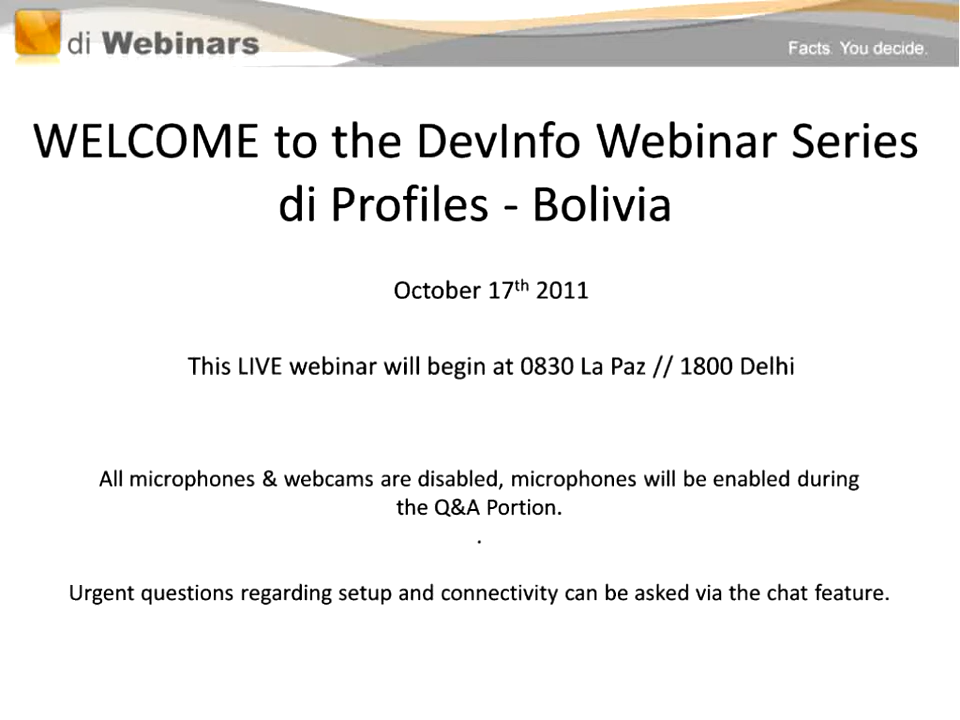 di Webinars
Facts. You decide.
WELCOME to the DevInfo Webinar Series
di Profiles - Bolivia
October 17th 2011
This LIVE webinar will begin at 0830 La Paz // 1800 Delhi
All microphones & webcams are disabled, microphones will be enabled during
the Q&A Portion.
.
Urgent questions regarding setup and connectivity can be asked via the chat feature.